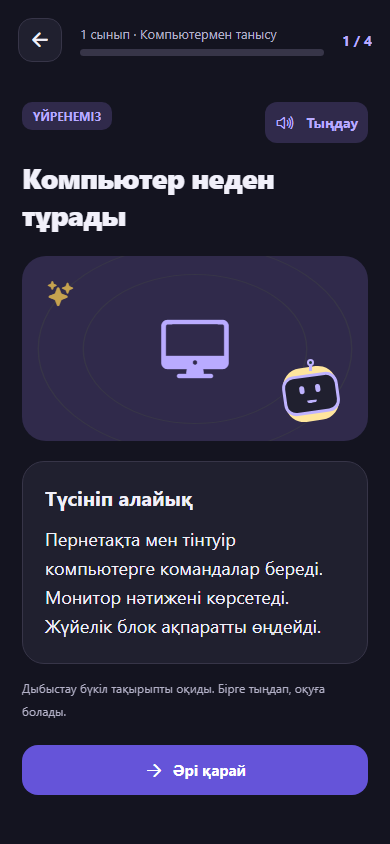 1 сынып · Компьютермен танысу
1 / 4
ҮЙРЕНЕМІЗ
Тыңдау
Компьютер неден
тұрады
Түсініп алайық
Пернетақта мен тінтуір
компьютерге командалар береді.
Монитор нәтижені көрсетеді.
Жүйелік блок ақпаратты өңдейді.
Дыбыстау бүкіл тақырыпты оқиды. Бірге тыңдап, оқуға
болады.
Әрі қарай